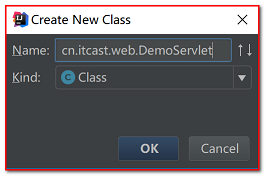 Create New Class
Name: cn.itcast.web.DemoServlet
Kind: C Class
OK Cancel